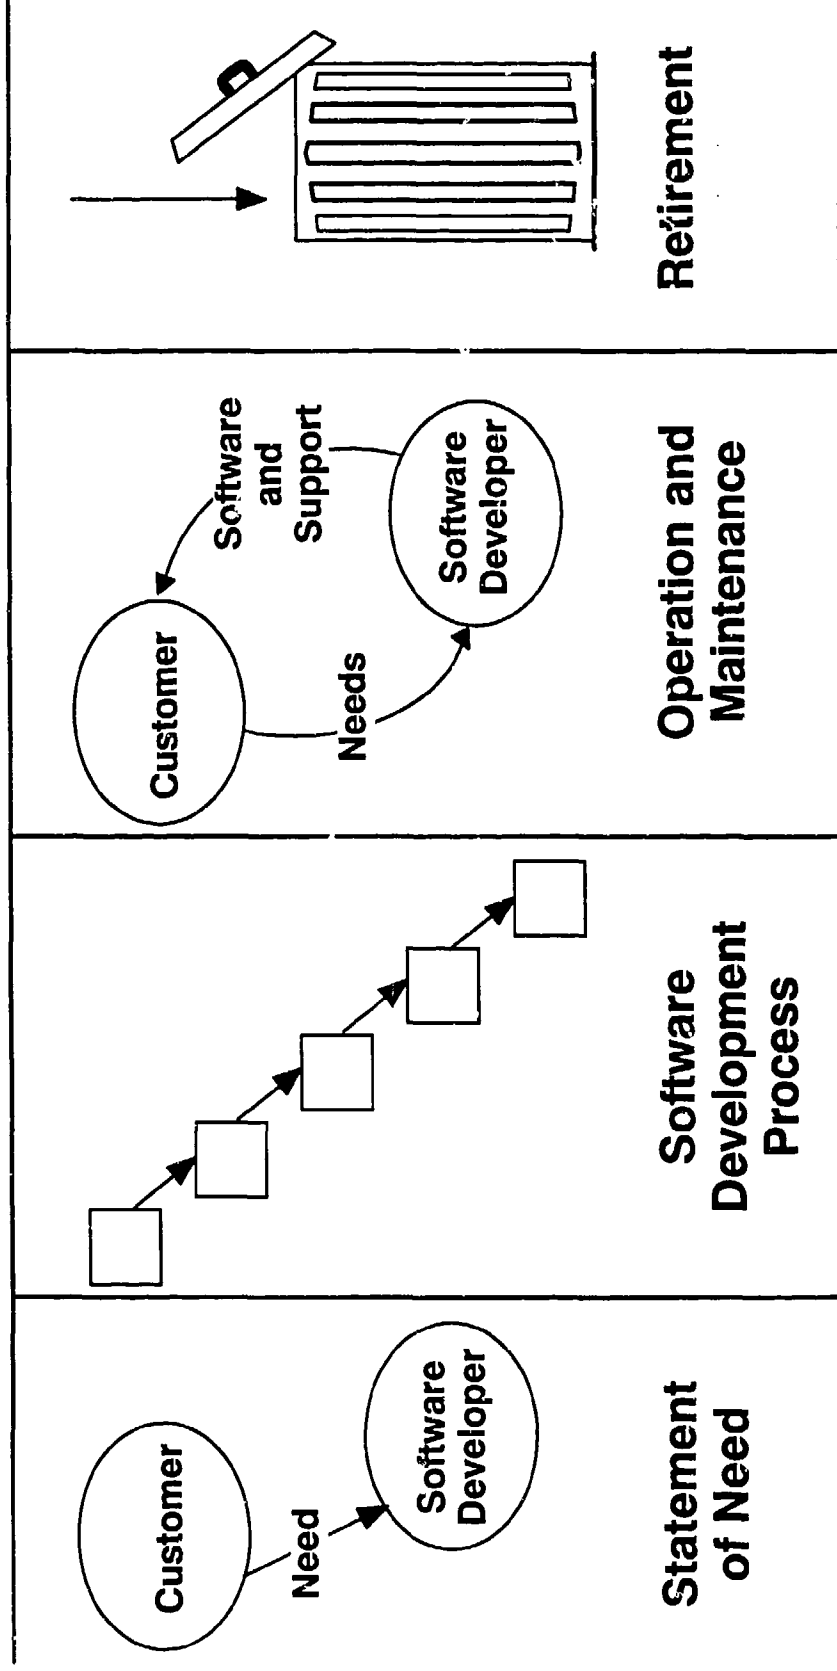 Customer
Need
Software
Developer
Statement
of Need
Software
Development
Process
Customer
Needs
Software
and
Support
Software
Developer
Operation and
Maintenance
Retirement